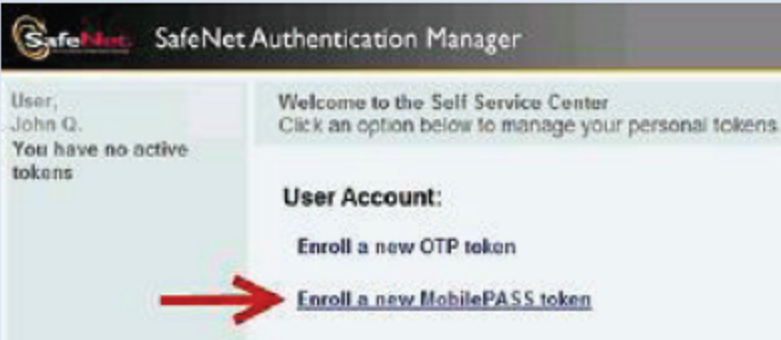 SafeNet. SafeNet Authentication Manager
User,
John Q.
You have no active
tokens
Welcome to the Self Service Center
Click an option below to manage your personal tokens.
User Account:
Enroll a new OTP token
Enroll a new MobilePASS token